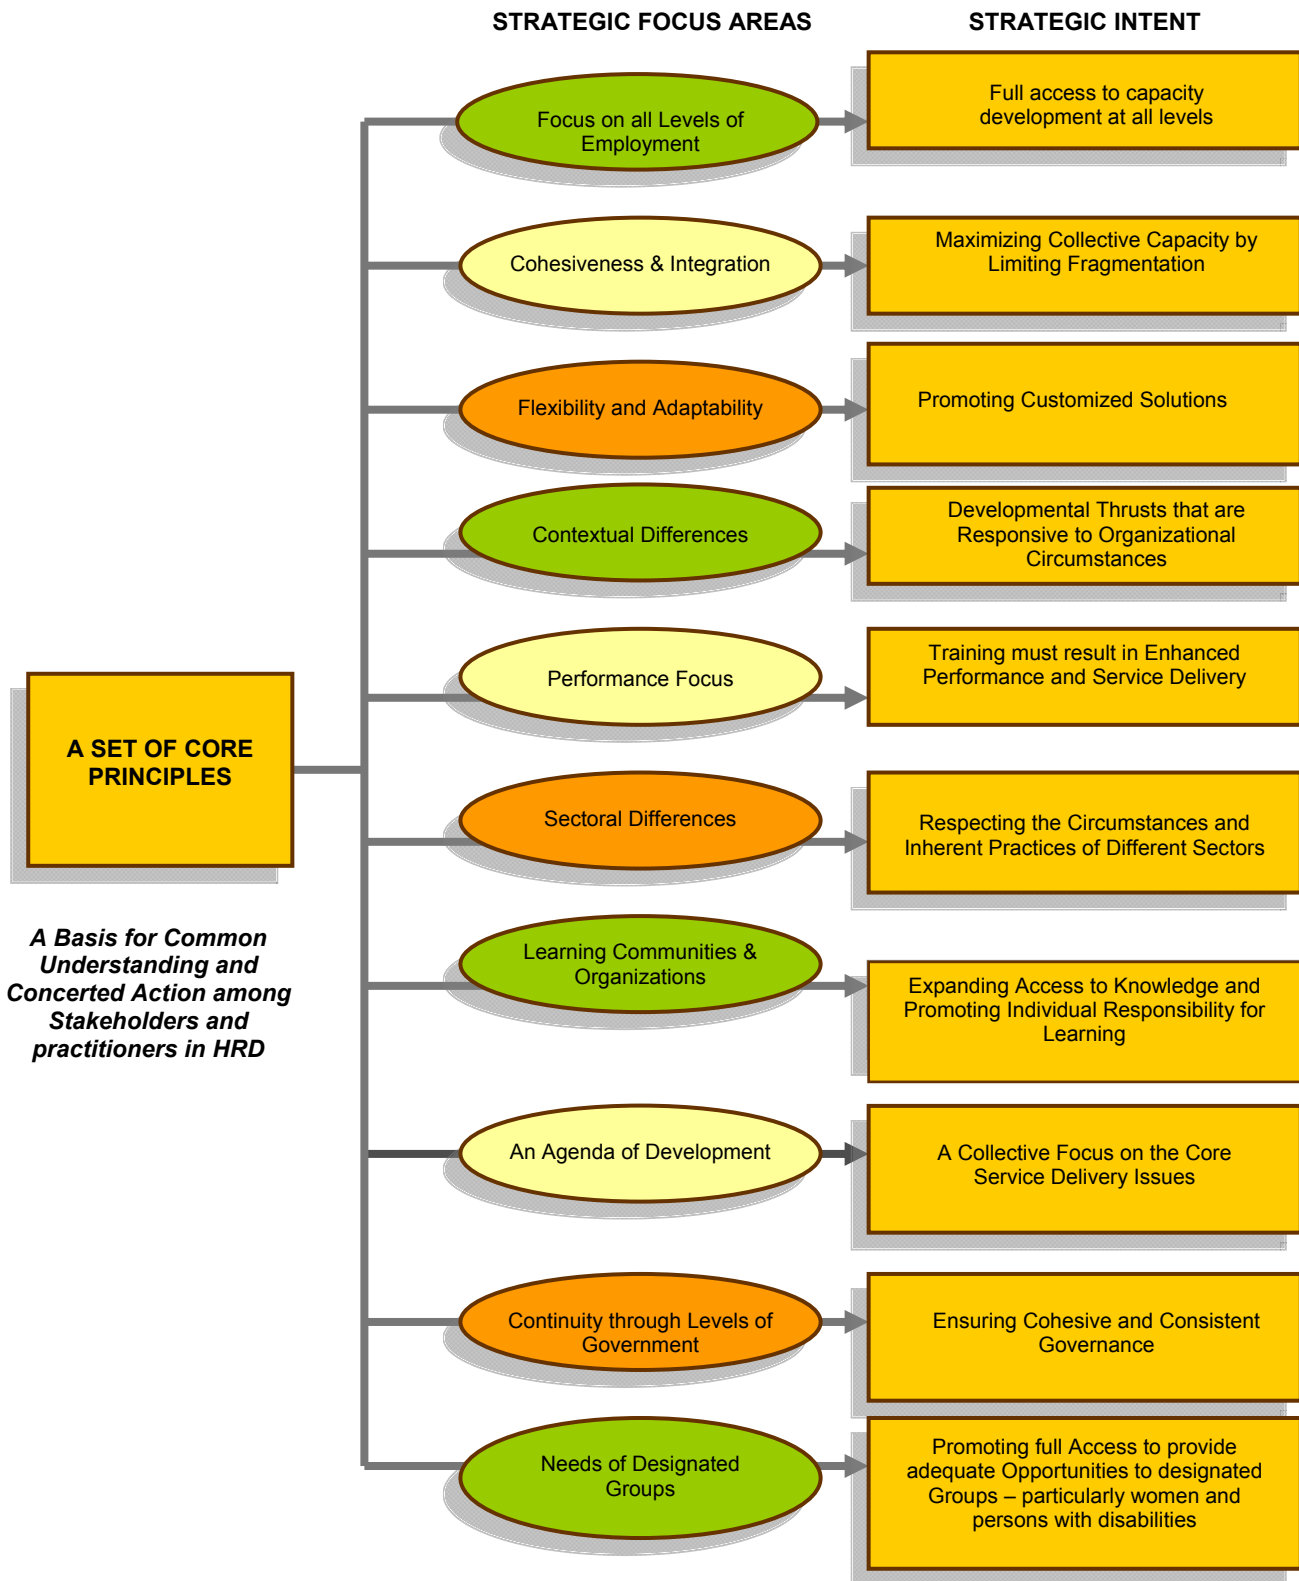 STRATEGIC FOCUS AREAS
STRATEGIC INTENT
Focus on all Levels of
Employment
Full access to capacity
development at all levels
Cohesiveness & Integration
Maximizing Collective Capacity by
Limiting Fragmentation
Flexibility and Adaptability
Promoting Customized Solutions
Contextual Differences
Developmental Thrusts that are
Responsive to Organizational
Circumstances
Performance Focus
Training must result in Enhanced
Performance and Service Delivery
A SET OF CORE
PRINCIPLES
A Basis for Common
Understanding and
Concerted Action among
Stakeholders and
practitioners in HRD
Sectoral Differences
Respecting the Circumstances and
Inherent Practices of Different Sectors
Learning Communities &
Organizations
Expanding Access to Knowledge and
Promoting Individual Responsibility for
Learning
An Agenda of Development
A Collective Focus on the Core
Service Delivery Issues
Continuity through Levels of
Government
Ensuring Cohesive and Consistent
Governance
Needs of Designated
Groups
Promoting full Access to provide
adequate Opportunities to designated
Groups – particularly women and
persons with disabilities